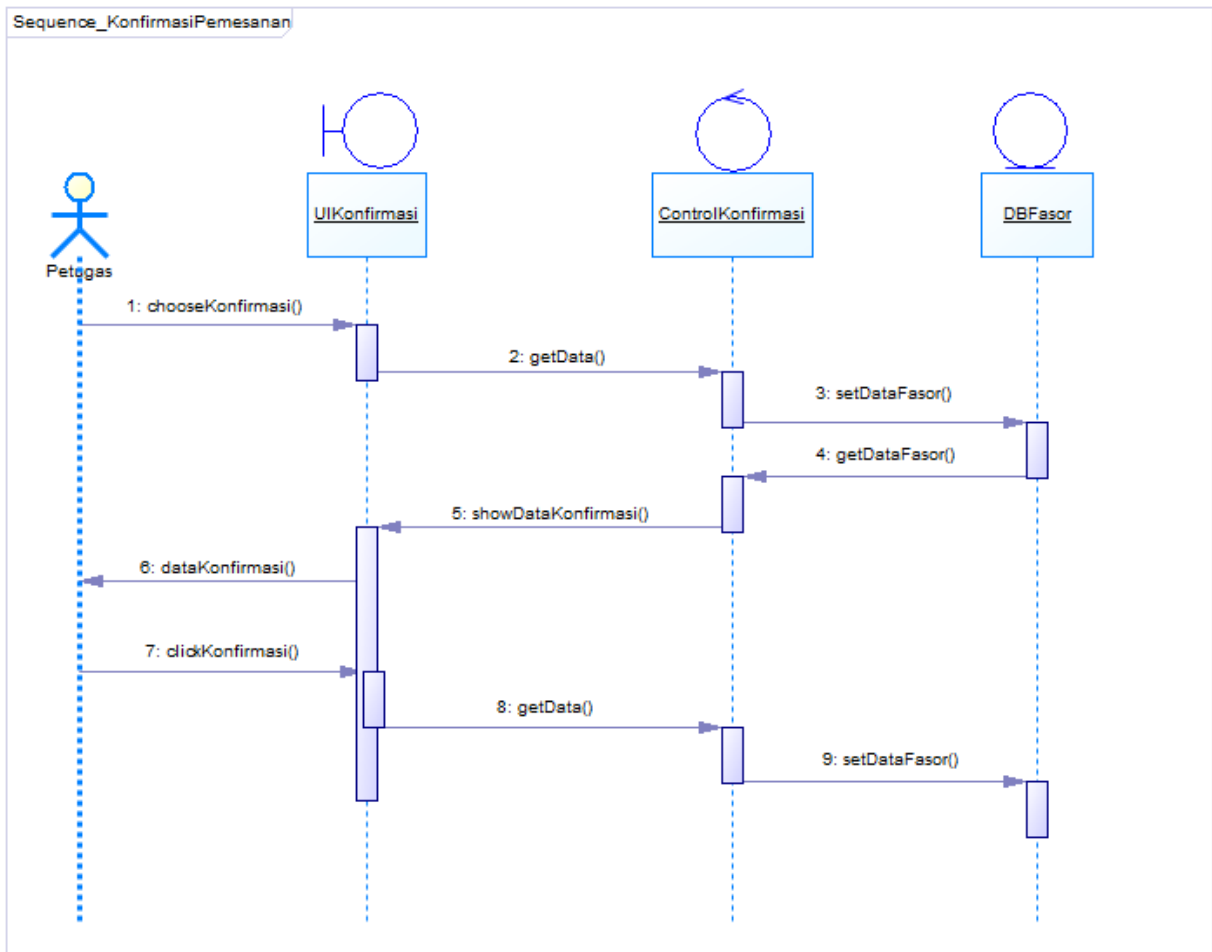 Sequence_KonfirmasiPemesanan
UIKonfirmasi
ControlKonfirmasi
DBFasor
Petugas
1: chooseKonfirmasi()
2: getData()
3: setDataFasor()
4: getDataFasor()
5: showDataKonfirmasi()
6: dataKonfirmasi()
7: clickKonfirmasi()
8: getData()
9: setDataFasor()